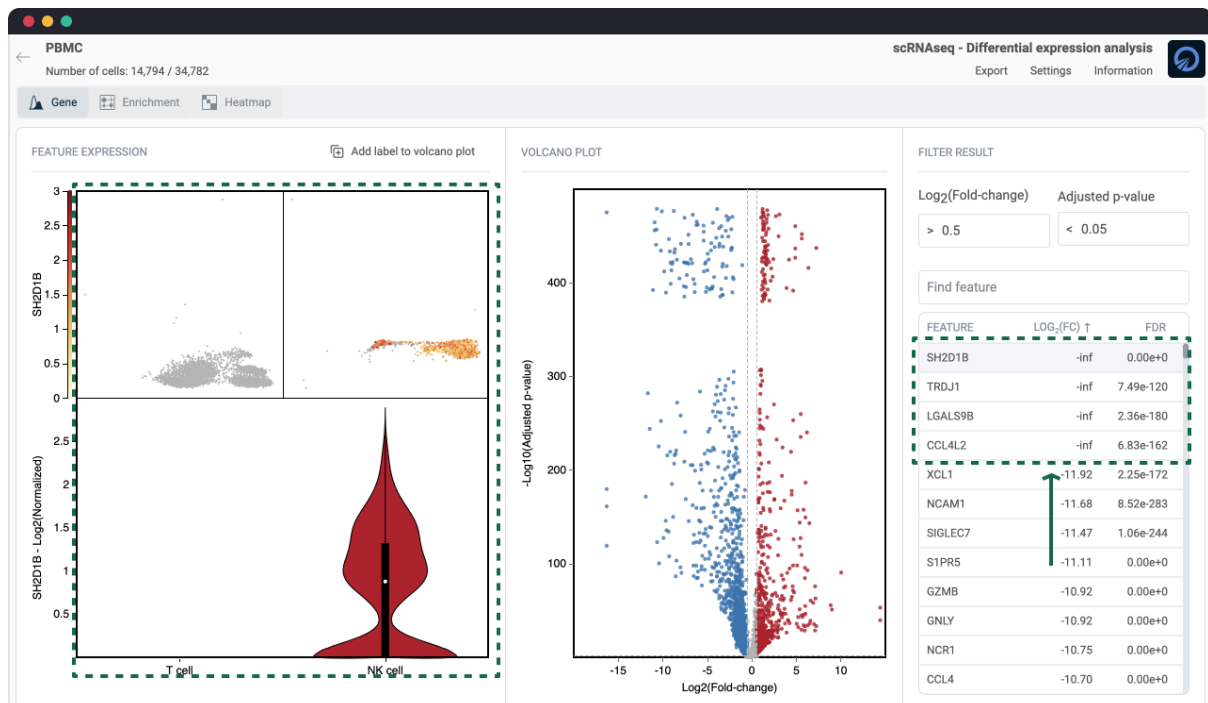 PBMC
Number of cells: 14,794 / 34,782
scRNAseq - Differential expression analysis
Export Settings Information
Gene Enrichment Heatmap
FEATURE EXPRESSION
Add label to volcano plot
3
2.5
2
1.5
1
0.5
0
SH2D1B
2.5
2
1.5
1
0.5
SH2D1B - Log2(Normalized)
T cell NK cell
VOLCANO PLOT
400
300
200
100
-Log10(Adjusted p-value)
-15 -10 -5 0 5 10
Log2(Fold-change)
FILTER RESULT
Log2(Fold-change) Adjusted p-value
> 0.5 < 0.05
Find feature
FEATURE LOG2(FC) ↑ FDR
SH2D1B -inf 0.00e+0
TRDJ1 -inf 7.49e-120
LGALS9B -inf 2.36e-180
CCL4L2 -inf 6.83e-162
XCL1 -11.92 2.25e-172
NCAM1 -11.68 8.52e-283
SIGLEC7 -11.47 1.06e-244
S1PR5 -11.11 0.00e+0
GZMB -10.92 0.00e+0
GNLY -10.92 0.00e+0
NCR1 -10.75 0.00e+0
CCL4 -10.70 0.00e+0